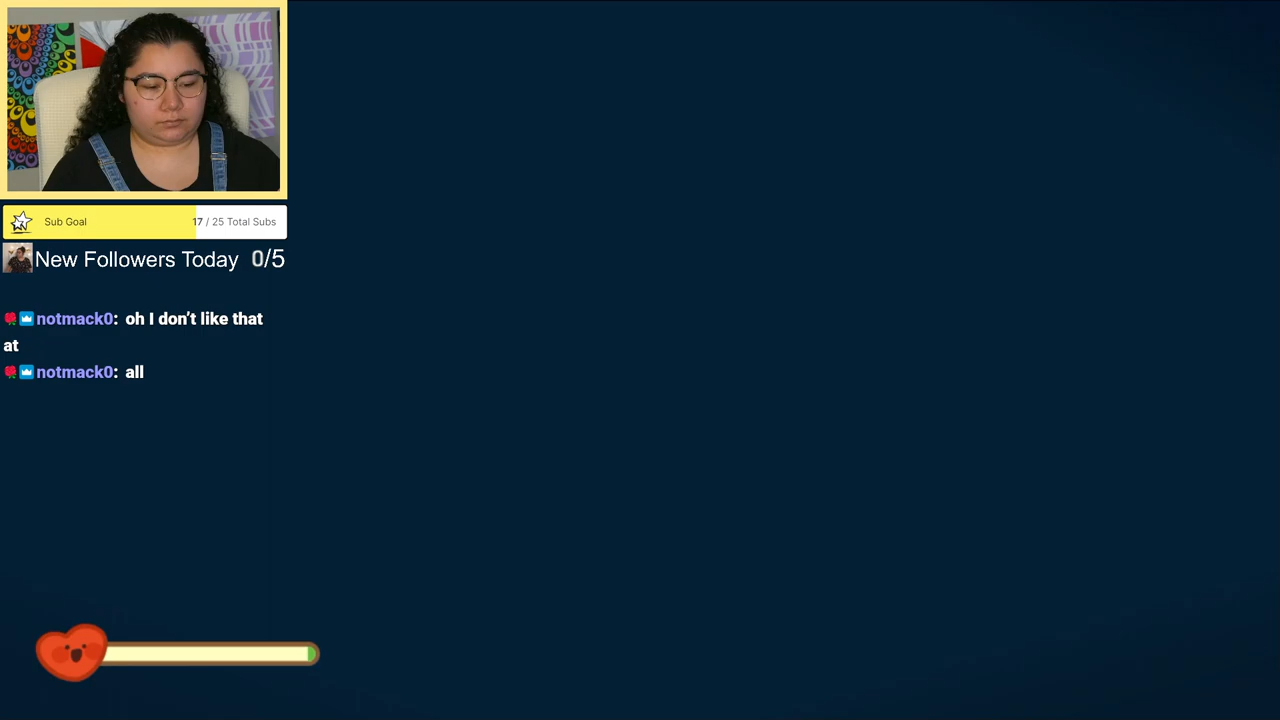 Sub Goal 17 / 25 Total Subs
New Followers Today 0/5
notmack0: oh I don't like that
at
notmack0: all